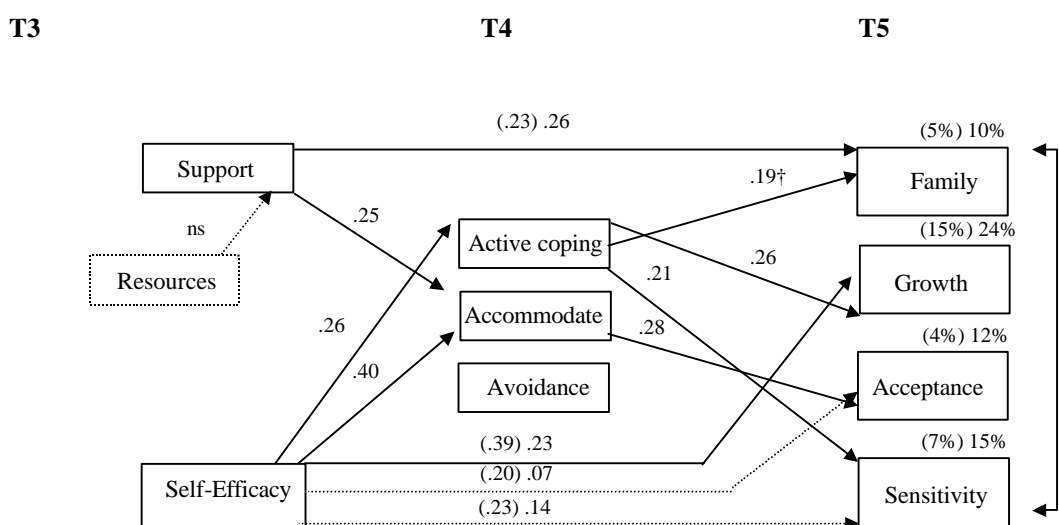 T3 T4 T5
(.23) .26
(5%) 10%
Support
Family
.19†
.25
ns
(15%) 24%
Active coping
.26
.21
Resources
Growth
Accommodate
.26
.28
(4%) 12%
.40
Avoidance
Acceptance
(.39) .23
(7%) 15%
(.20) .07
Self-Efficacy
Sensitivity
(.23) .14